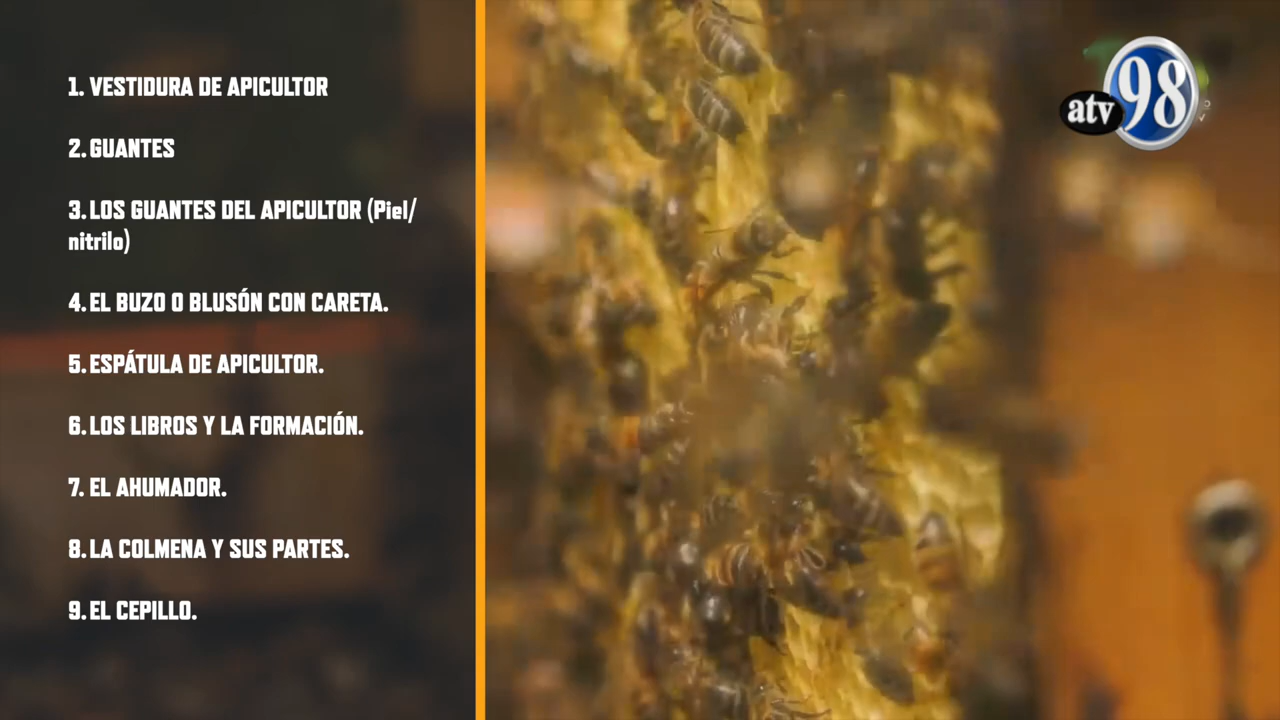 1. VESTIDURA DE APICULTOR
2. GUANTES
3. LOS GUANTES DEL APICULTOR (Piel/
nitrilo)
4. EL BUZO O BLUSÓN CON CARETA.
5. ESPÁTULA DE APICULTOR.
6. LOS LIBROS Y LA FORMACIÓN.
7. EL AHUMADOR.
8. LA COLMENA Y SUS PARTES.
9. EL CEPILLO.
atv 98